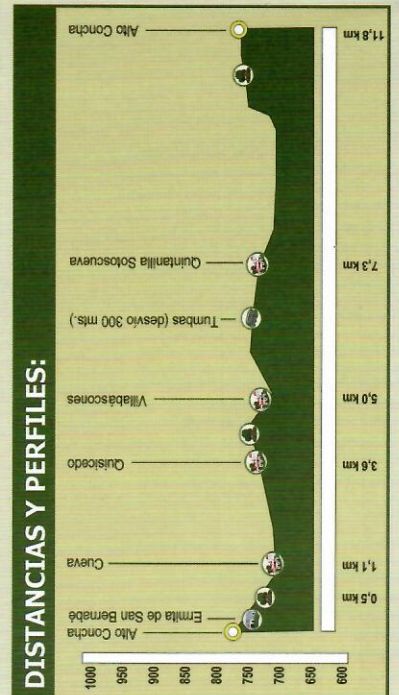 DISTANCIAS Y PERFILES:
1000
950
900
850
800
750
700
650
600
Alto Concha
Ermita de San Bernabé
Cueva
Quisicedo
Villabáscones
Tumbas (desvío 300 mts.)
Quintanilla Sotoscueva
Alto Concha
0,5 km
1,1 km
3,6 km
5,0 km
7,3 km
11,8 km